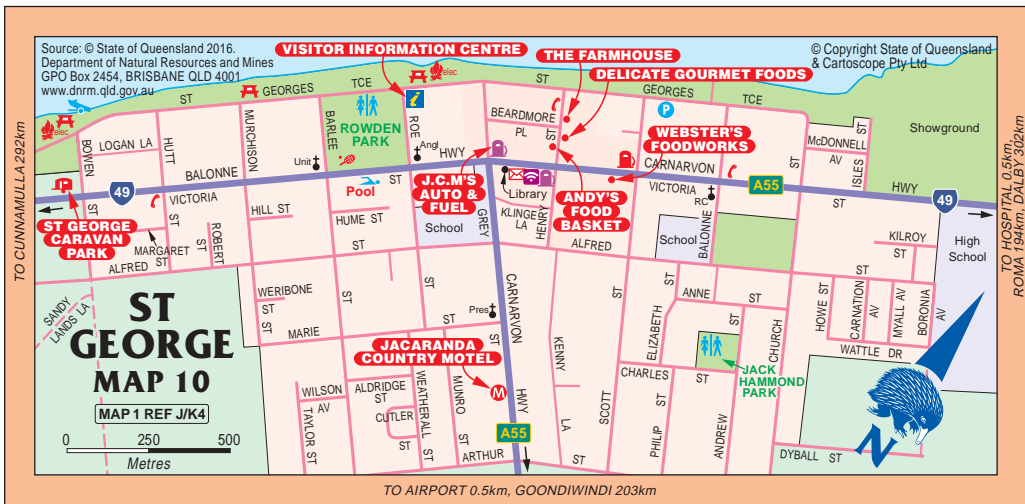 Source: © State of Queensland 2016.
Department of Natural Resources and Mines
GPO Box 2454, BRISBANE QLD 4001
www.dnrm.qld.gov.au
© Copyright State of Queensland
& Cartoscope Pty Ltd
VISITOR INFORMATION CENTRE
THE FARMHOUSE
DELICATE GOURMET FOODS
WEBSTER'S
FOODWORKS
ANDY'S
FOOD
BASKET
J.C.M'S
AUTO &
FUEL
ST GEORGE
CARAVAN
PARK
JACARANDA
COUNTRY MOTEL
ST
GEORGE
MAP 10
MAP 1 REF J/K4
0 250 500
Metres
TO CUNNAMULLA 292km
TO HOSPITAL 0.5km,
ROMA 194km, DALBY 302km
TO AIRPORT 0.5km, GOONDIWINDI 203km
elec
elec
ST GEORGES TCE
ST GEORGES TCE
i
P
ROWDEN
PARK
Pool
Unit
Angl
RC
Pres
Library
School
School
High
School
Showground
JACK
HAMMOND
PARK
M
49
49
A55
A55
BALONNE HWY
CARNARVON HWY
CARNARVON HWY
BOWEN ST
LOGAN LA
HUTT ST
MURCHISON ST
BARLEE ST
ROE ST
BEARDMORE PL
HENRY ST
McDONNELL AV
ISLES ST
VICTORIA ST
VICTORIA ST
MARGARET ST
ROBERT ST
HILL ST
HUME ST
GREY ST
KLINGER LA
ALFRED ST
ALFRED ST
BALONNE ST
KILROY ST
SANDY
LANDS LA
WERIBONE ST
MARIE ST
WILSON AV
TAYLOR ST
ALDRIDGE ST
CUTLER ST
WEATHERALL ST
MUNRO ST
ARTHUR ST
KENNY LA
SCOTT ST
ELIZABETH ST
ANNE ST
CHARLES ST
PHILIP ST
ANDREW ST
CHURCH ST
HOWE ST
CARNATION AV
MYALL AV
BORONIA AV
WATTLE DR
DYBALL ST
N